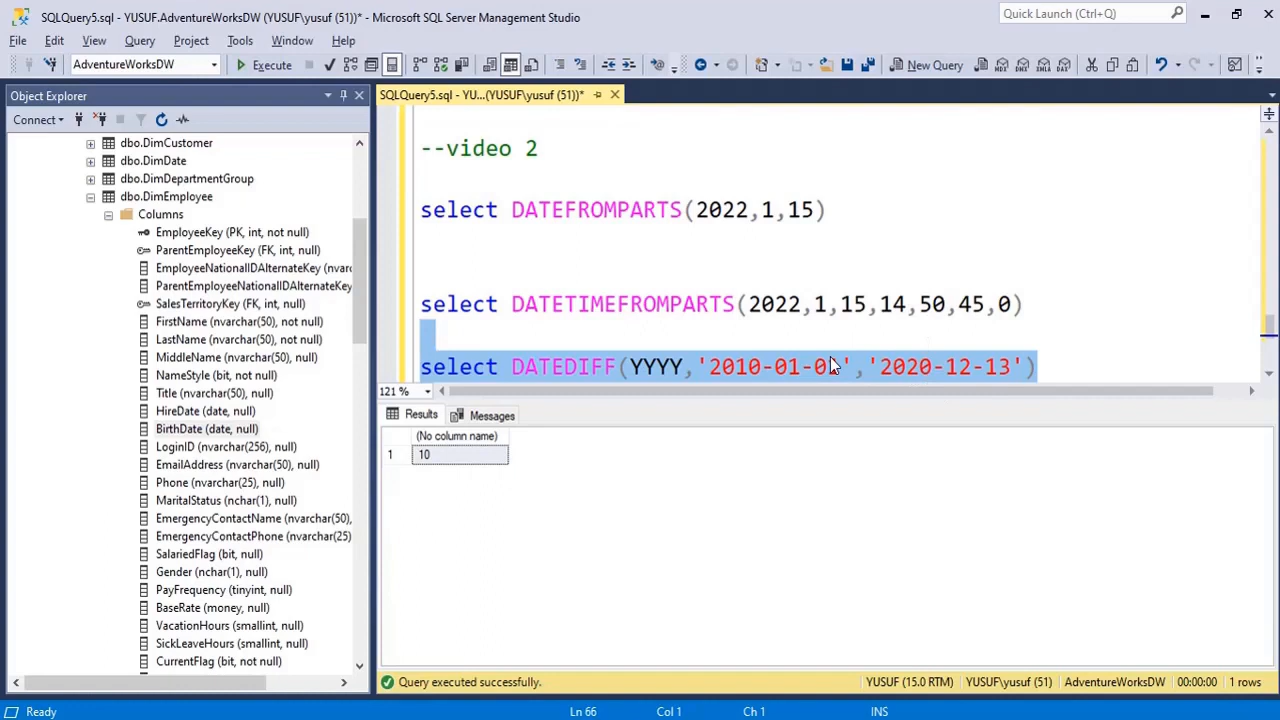 SQLQuery5.sql - YUSUF.AdventureWorksDW (YUSUF\yusuf (51))* - Microsoft SQL Server Management Studio
Quick Launch (Ctrl+Q)
File Edit View Query Project Tools Window Help
AdventureWorksDW Execute New Query
MDX DMX XMLA DAX
Object Explorer
SQLQuery5.sql - YU...(YUSUF\yusuf (51))*
Connect
dbo.DimCustomer
dbo.DimDate
dbo.DimDepartmentGroup
dbo.DimEmployee
Columns
EmployeeKey (PK, int, not null)
ParentEmployeeKey (FK, int, null)
EmployeeNationalIDAlternateKey (nvarc
ParentEmployeeNationalIDAlternateKey
SalesTerritoryKey (FK, int, null)
FirstName (nvarchar(50), not null)
LastName (nvarchar(50), not null)
MiddleName (nvarchar(50), null)
NameStyle (bit, not null)
Title (nvarchar(50), null)
HireDate (date, null)
BirthDate (date, null)
LoginID (nvarchar(256), null)
EmailAddress (nvarchar(50), null)
Phone (nvarchar(25), null)
MaritalStatus (nchar(1), null)
EmergencyContactName (nvarchar(50),
EmergencyContactPhone (nvarchar(25)
SalariedFlag (bit, null)
Gender (nchar(1), null)
PayFrequency (tinyint, null)
BaseRate (money, null)
VacationHours (smallint, null)
SickLeaveHours (smallint, null)
CurrentFlag (bit, not null)
--video 2
select DATEFROMPARTS(2022,1,15)
select DATETIMEFROMPARTS(2022,1,15,14,50,45,0)
select DATEDIFF(YYYY, ,'2020-12-13')
121 %
Results Messages
(No column name)
1 10
Query executed successfully. YUSUF (15.0 RTM) YUSUF\yusuf (51) AdventureWorksDW 00:00:00 1 rows
Ready Ln 66 Col 1 Ch 1 INS